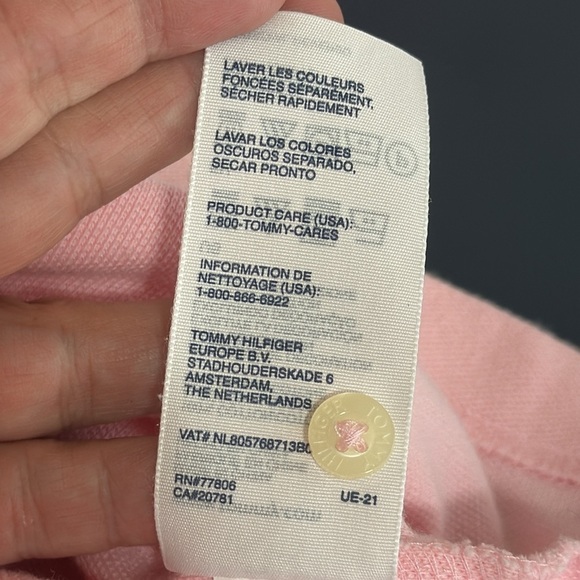 LAVER LES COULEURS
FONCÉES SÉPARÉMENT,
SÉCHER RAPIDEMENT
LAVAR LOS COLORES
OSCUROS SEPARADO,
SECAR PRONTO
PRODUCT CARE (USA):
1-800-TOMMY-CARES
INFORMATION DE
NETTOYAGE (USA):
1-800-866-6922
TOMMY HILFIGER
EUROPE B.V.
STADHOUDERSKADE 6
AMSTERDAM,
THE NETHERLANDS
VAT# NL805768713B0
TOMMY
HILFIGER
RN#77806
CA#20781
UE-21